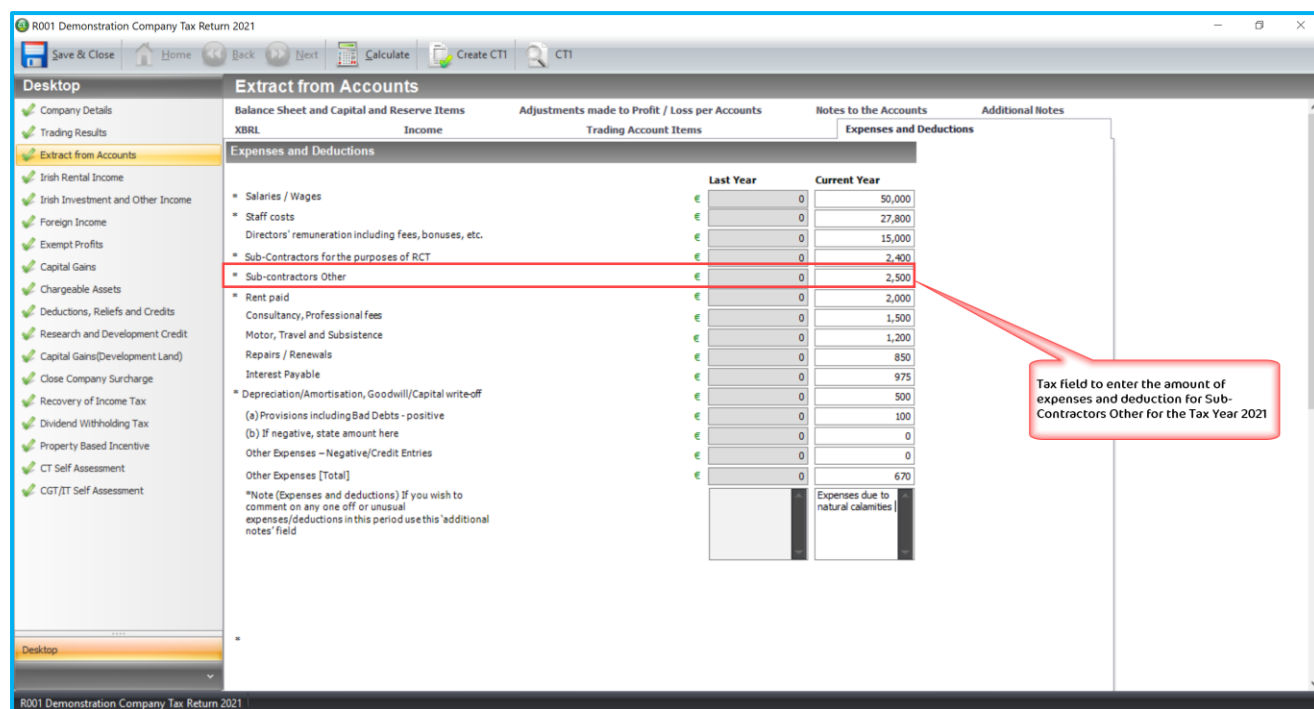 R001 Demonstration Company Tax Return 2021
Save & Close Home Back Next Calculate Create CT1 CT1
Desktop
Company Details
Trading Results
Extract from Accounts
Irish Rental Income
Irish Investment and Other Income
Foreign Income
Exempt Profits
Capital Gains
Chargeable Assets
Deductions, Reliefs and Credits
Research and Development Credit
Capital Gains(Development Land)
Close Company Surcharge
Recovery of Income Tax
Dividend Withholding Tax
Property Based Incentive
CT Self Assessment
CGT/IT Self Assessment
Desktop
Extract from Accounts
Balance Sheet and Capital and Reserve Items Adjustments made to Profit / Loss per Accounts Notes to the Accounts Additional Notes
XBRL Income Trading Account Items Expenses and Deductions
Expenses and Deductions
Last Year Current Year
* Salaries / Wages € 0 50,000
* Staff costs € 0 27,800
Directors' remuneration including fees, bonuses, etc. € 0 15,000
* Sub-Contractors for the purposes of RCT € 0 2,400
* Sub-contractors Other € 0 2,500
* Rent paid € 0 2,000
Consultancy, Professional fees € 0 1,500
Motor, Travel and Subsistence € 0 1,200
Repairs / Renewals € 0 850
Interest Payable € 0 975
* Depreciation/Amortisation, Goodwill/Capital write-off € 0 500
(a) Provisions including Bad Debts - positive € 0 100
(b) If negative, state amount here € 0 0
Other Expenses – Negative/Credit Entries € 0 0
Other Expenses [Total] € 0 670
*Note (Expenses and deductions) If you wish to
comment on any one off or unusual
expenses/deductions in this period use this 'additional
notes' field
Expenses due to
natural calamities
*
Tax field to enter the amount of
expenses and deduction for Sub-
Contractors Other for the Tax Year 2021
R001 Demonstration Company Tax Return 2021